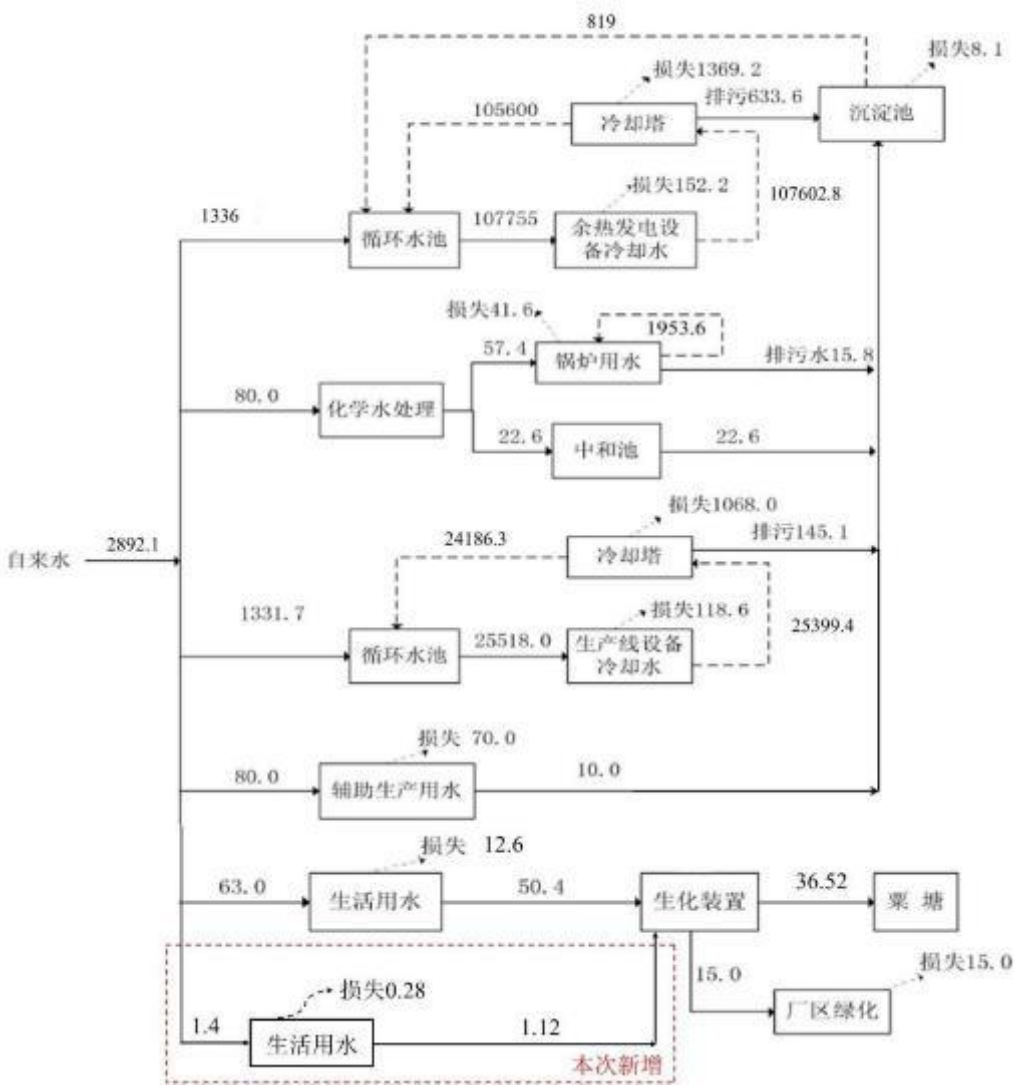 819
损失8.1
损失1369.2
排污633.6
105600
冷却塔
沉淀池
损失152.2
107602.8
1336
107755
循环水池
余热发电设
备冷却水
损失41.6
1953.6
57.4
锅炉用水
排污水15.8
80.0
化学水处理
22.6
中和池
22.6
损失1068.0
排污145.1
24186.3
冷却塔
自来水
2892.1
1331.7
损失118.6
25399.4
循环水池
25518.0
生产线设备
冷却水
损失 70.0
80.0
辅助生产用水
10.0
损失 12.6
63.0
生活用水
50.4
生化装置
36.52
粟 塘
15.0
损失15.0
厂区绿化
损失0.28
1.4
生活用水
1.12
本次新增